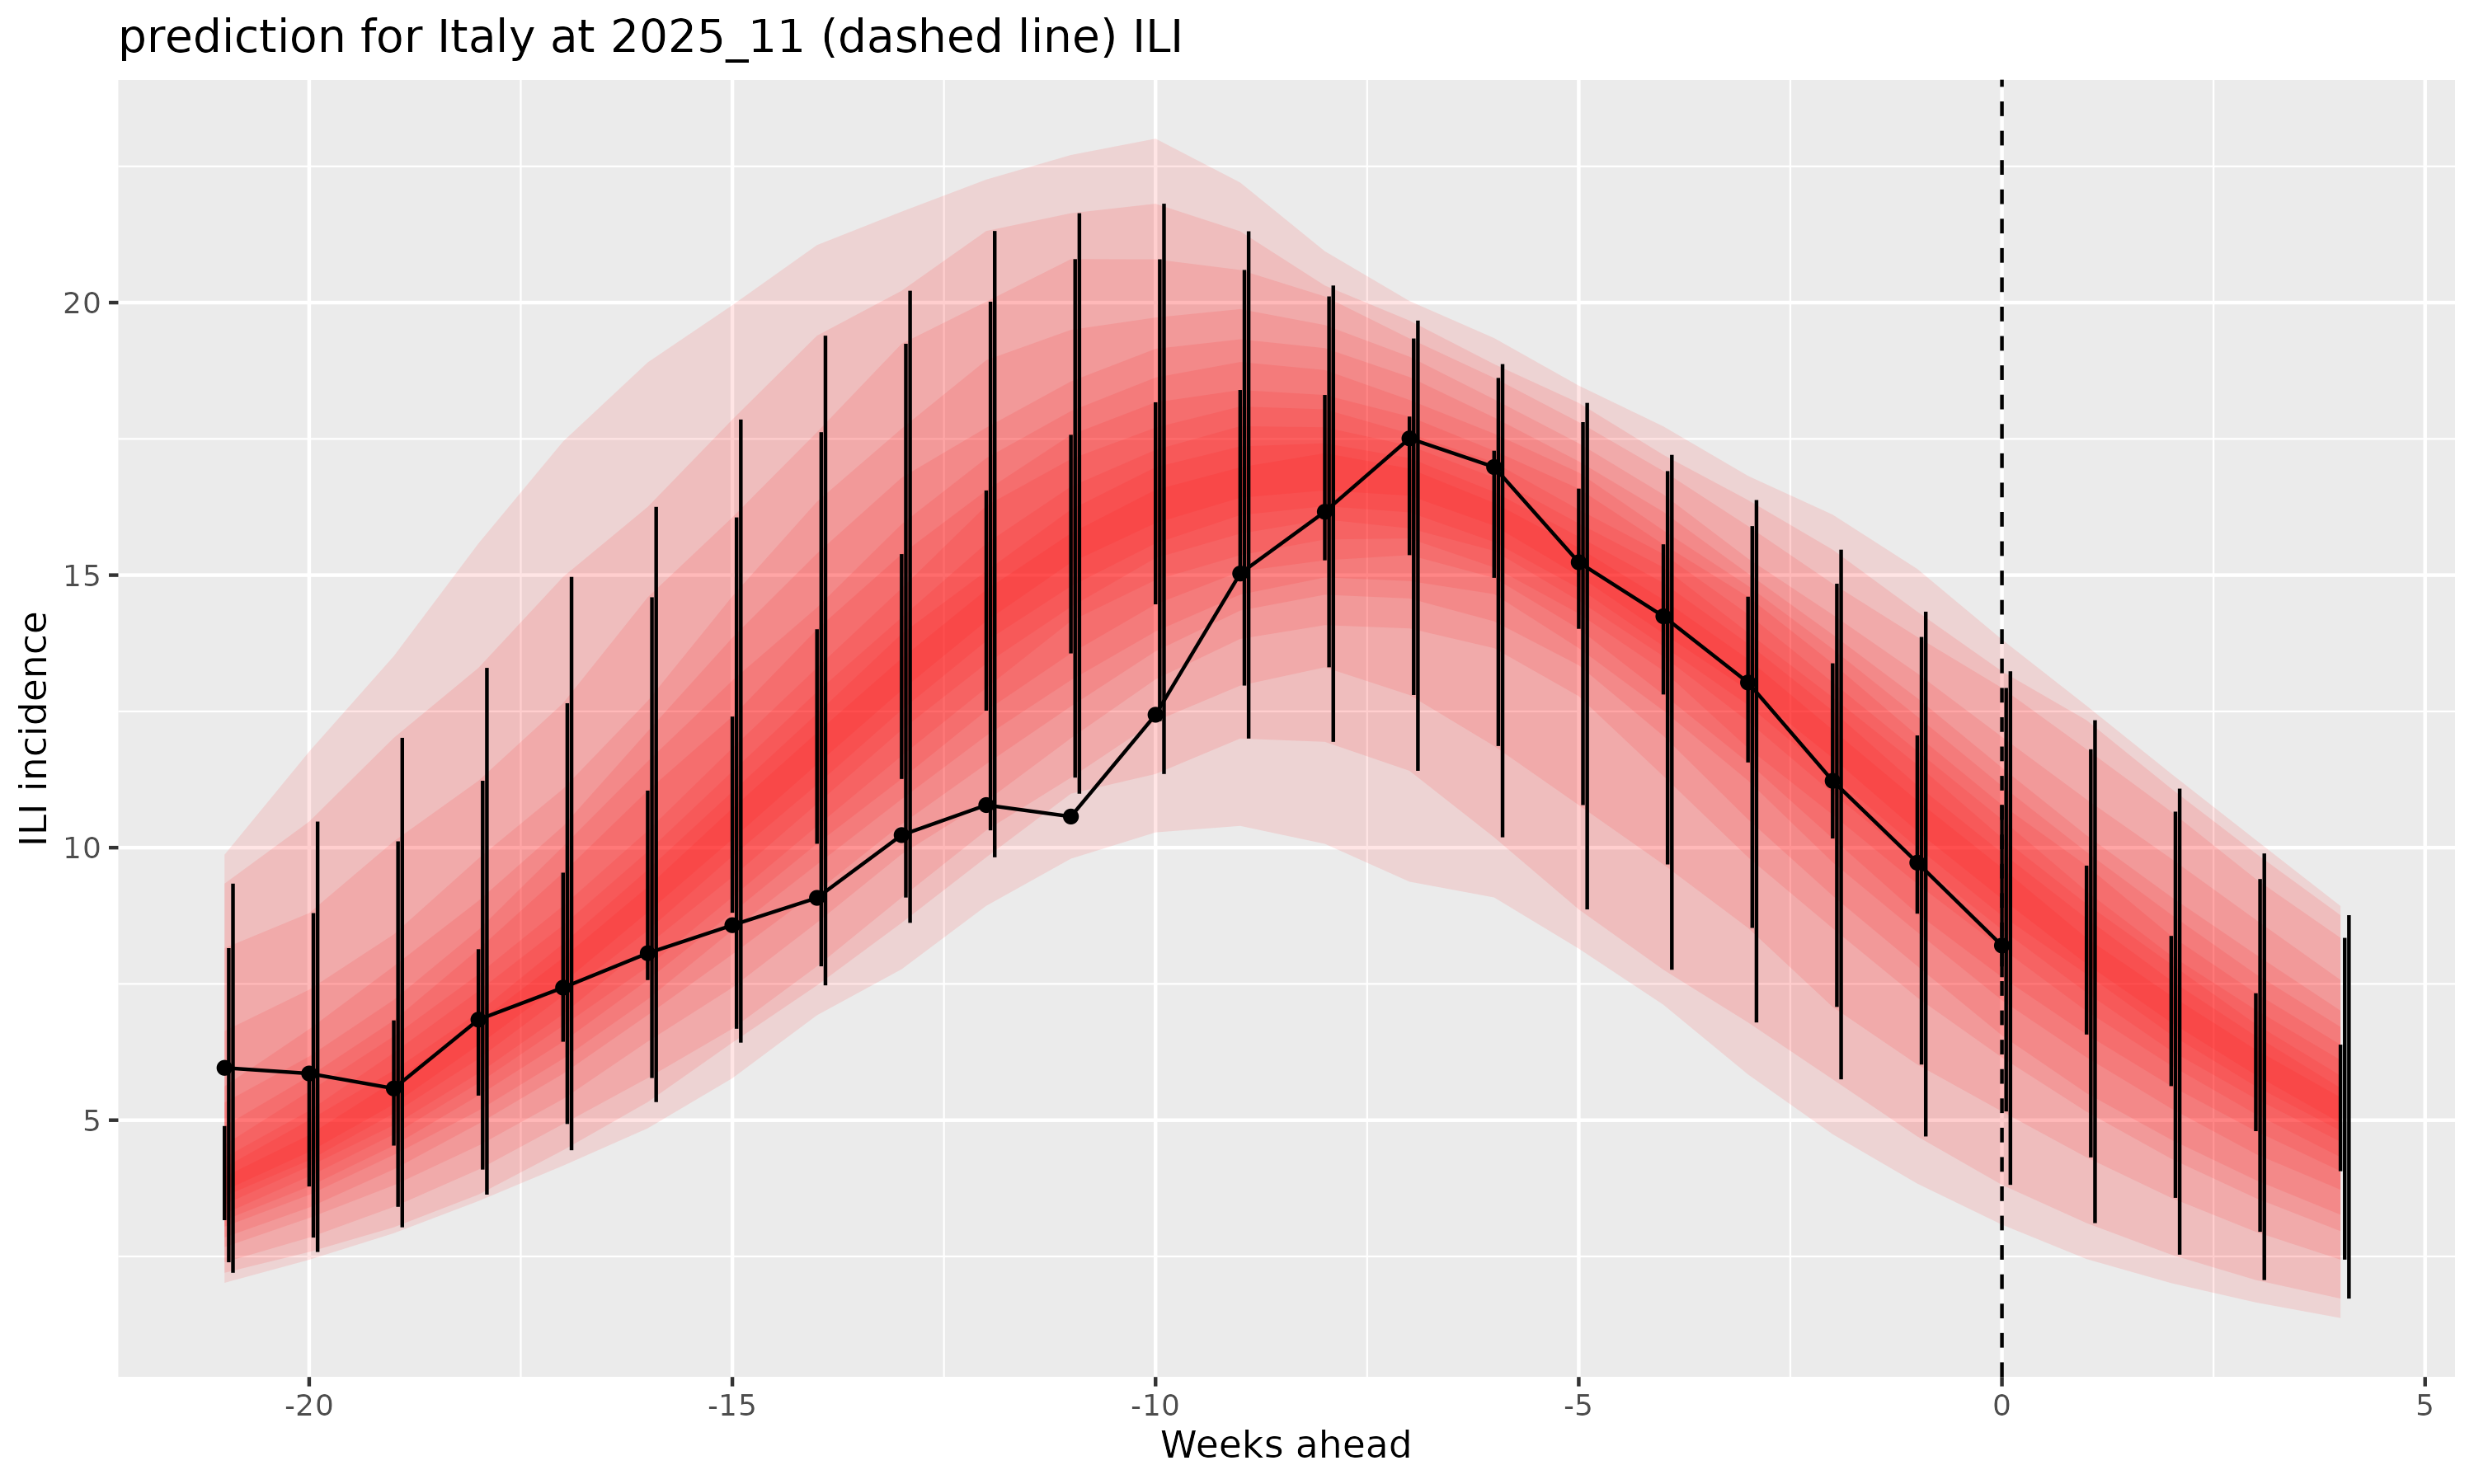 prediction for Italy at 2025_11 (dashed line) ILI
ILI incidence
20
15
10
5
-20 -15 -10 -5 0 5
Weeks ahead